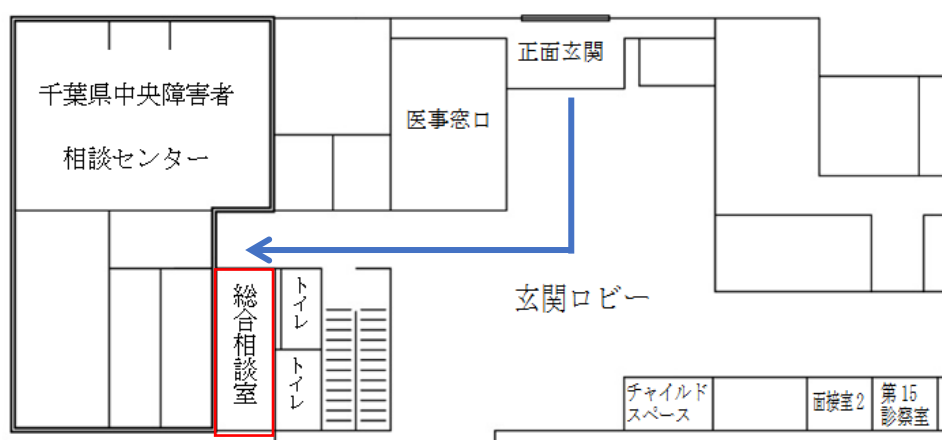 正面玄関
千葉県中央障害者
相談センター
医事窓口
玄関ロビー
総合相談室
トイレ
トイレ
チャイルド
スペース
面接室2
第15
診察室